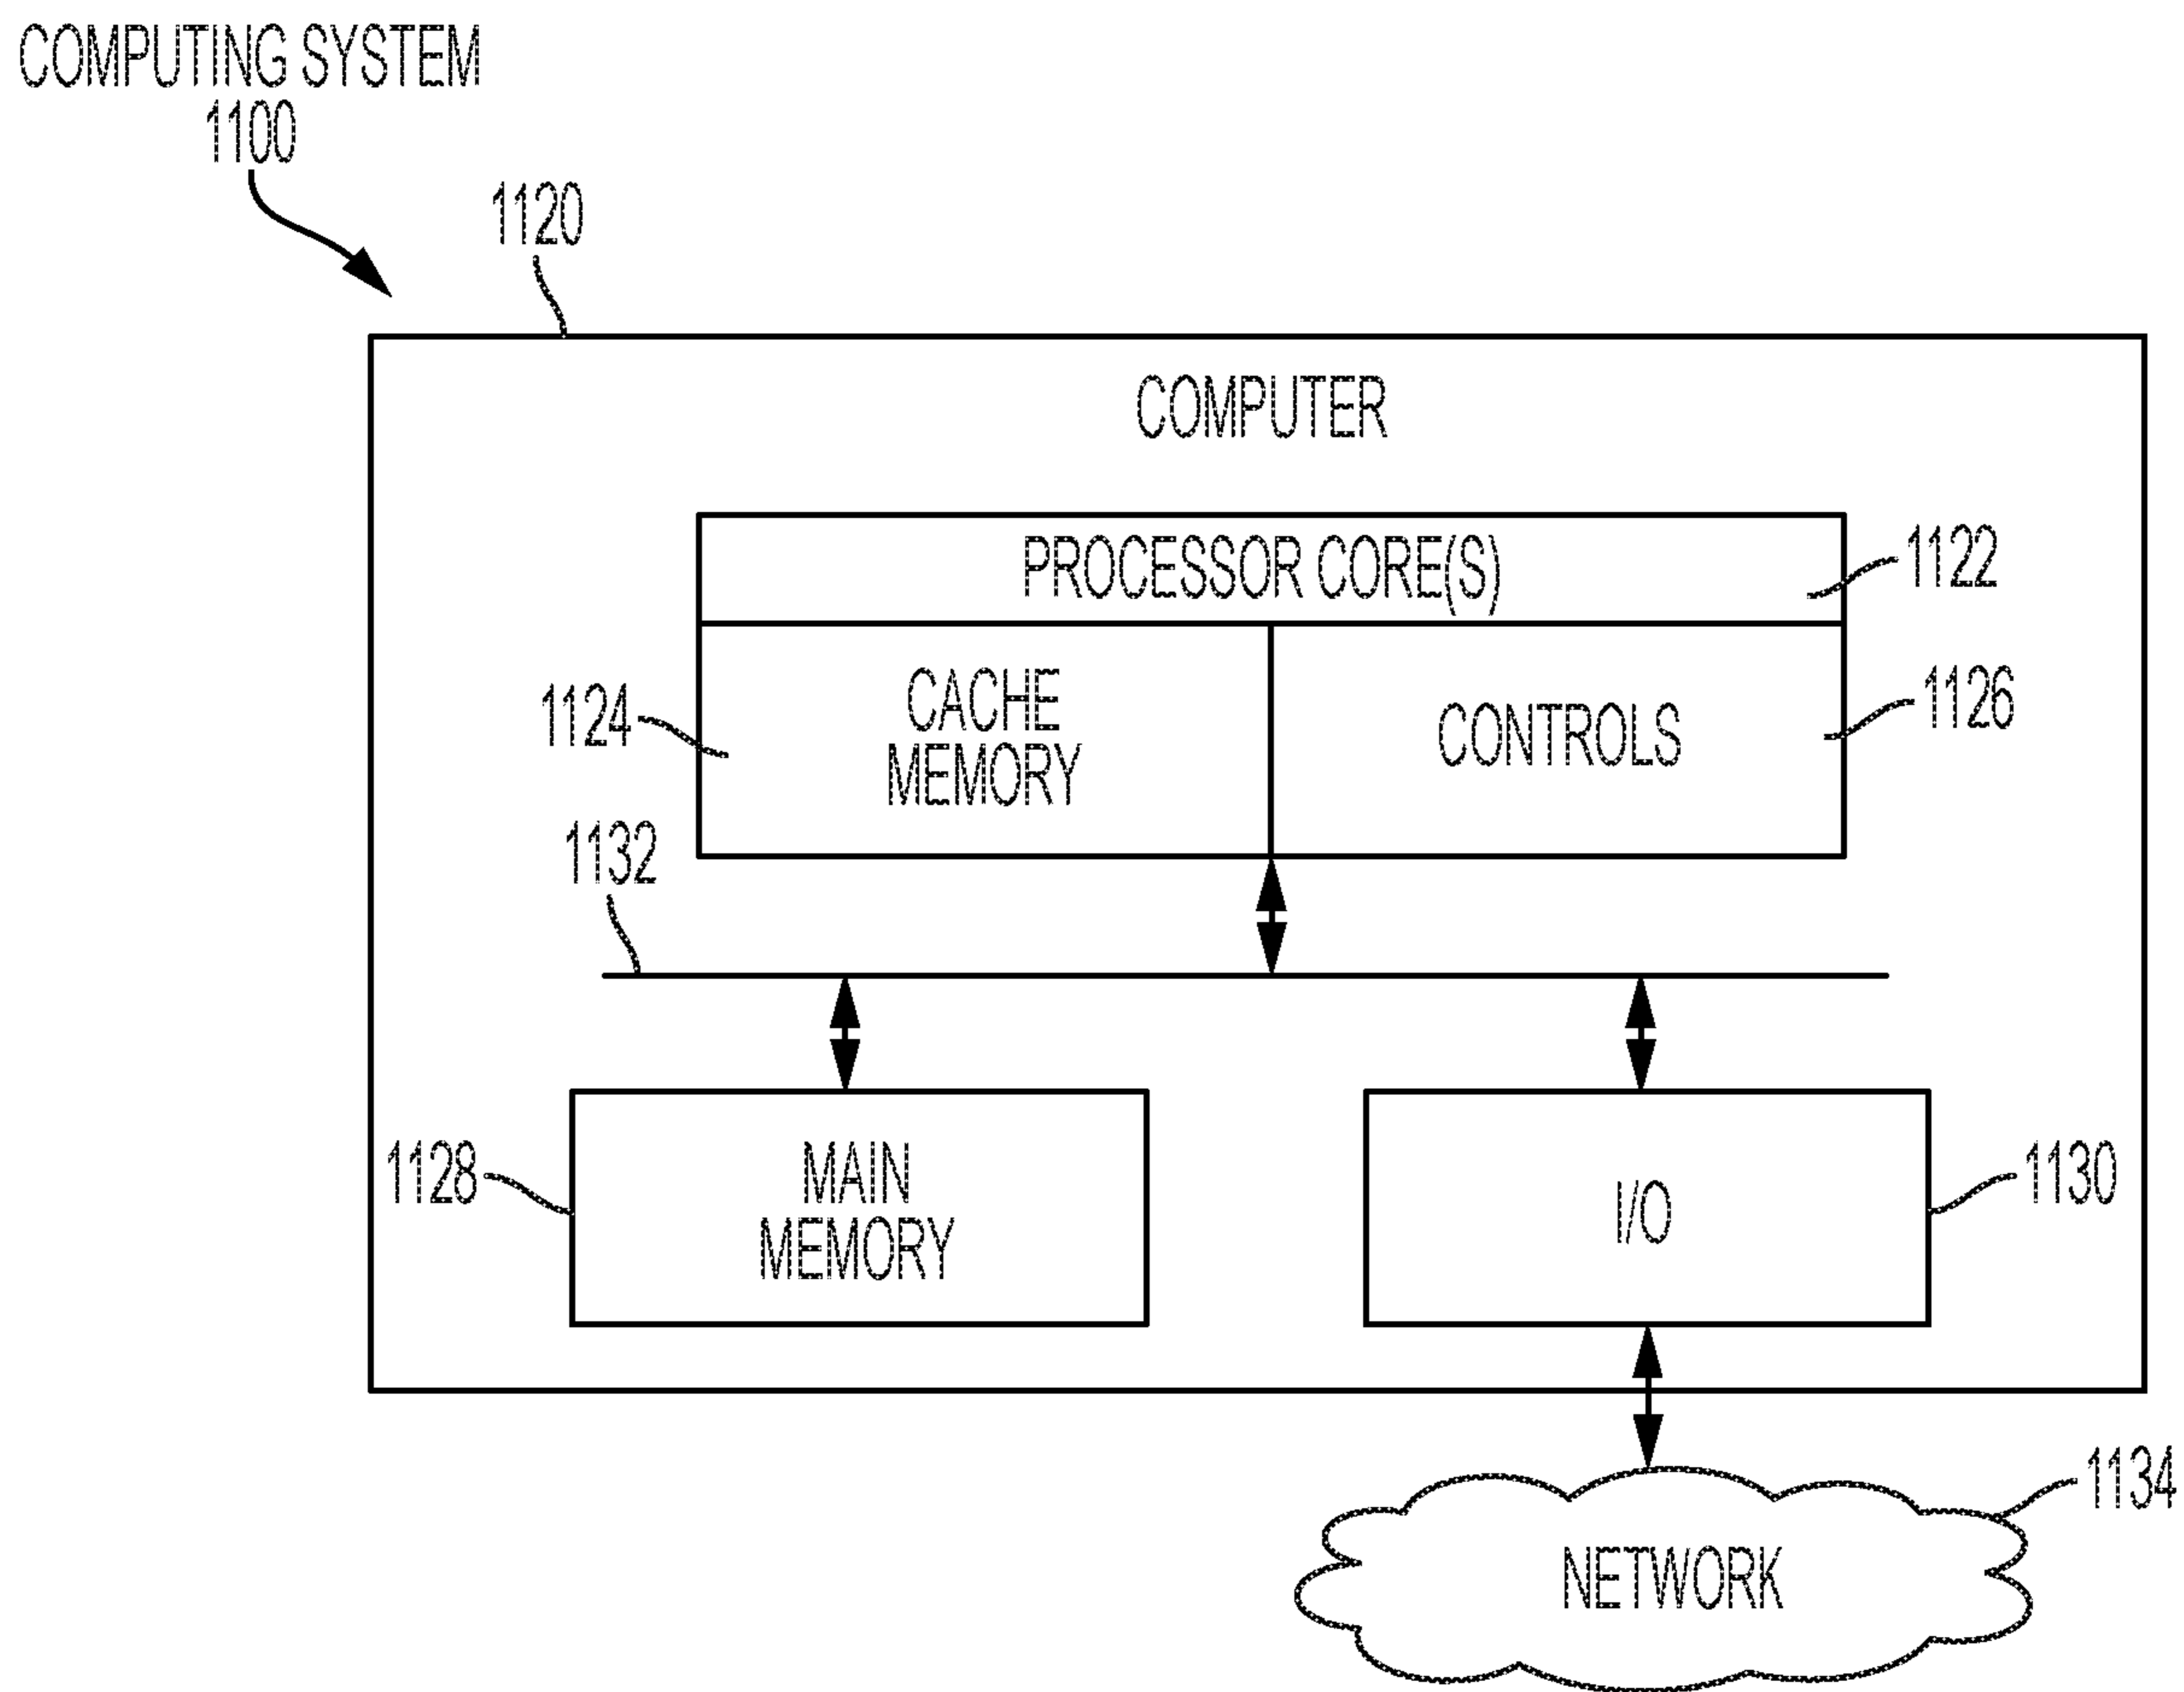 COMPUTING SYSTEM
1100
1120
COMPUTER
PROCESSOR CORE(S)
1122
1124
CACHE
MEMORY
CONTROLS
1126
1132
1128
MAIN
MEMORY
I/O
1130
1134
NETWORK